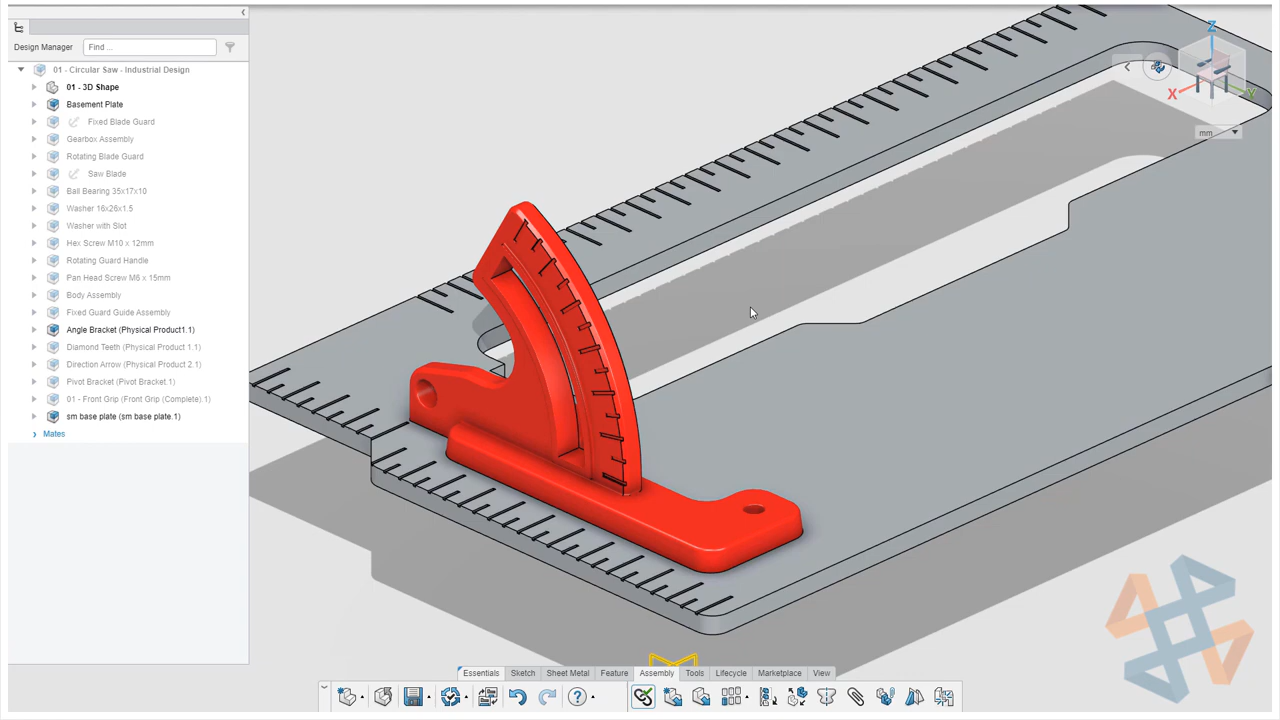 Design Manager
Find ...
01 - Circular Saw - Industrial Design
01 - 3D Shape
Basement Plate
Fixed Blade Guard
Gearbox Assembly
Rotating Blade Guard
Saw Blade
Ball Bearing 35x17x10
Washer 16x26x1.5
Washer with Slot
Hex Screw M10 x 12mm
Rotating Guard Handle
Pan Head Screw M6 x 15mm
Body Assembly
Fixed Guard Guide Assembly
Angle Bracket (Physical Product1.1)
Diamond Teeth (Physical Product 1.1)
Direction Arrow (Physical Product 2.1)
Pivot Bracket (Pivot Bracket.1)
01 - Front Grip (Front Grip (Complete).1)
sm base plate (sm base plate.1)
Mates
Z
X
Y
mm
Essentials Sketch Sheet Metal Feature Assembly Tools Lifecycle Marketplace View